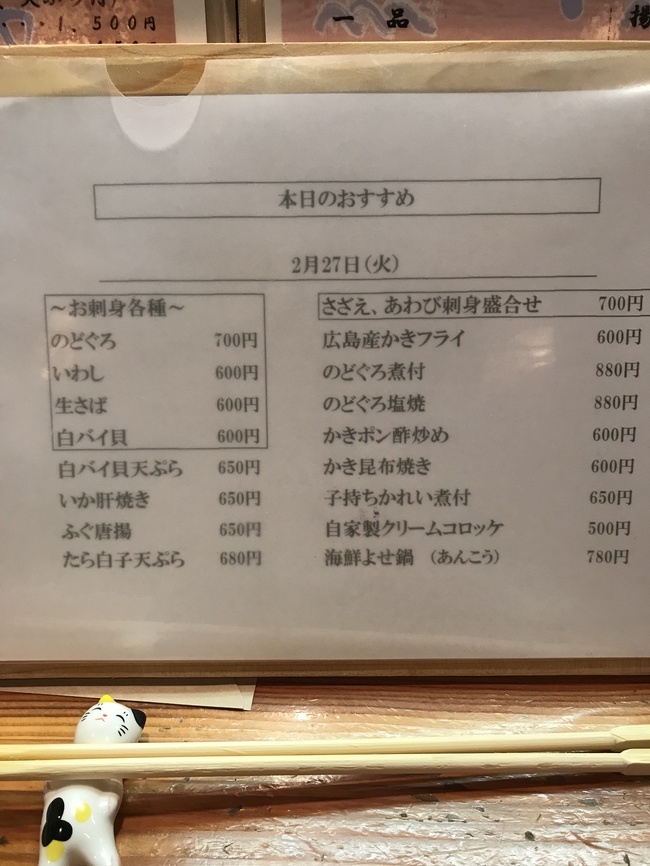 ・・1,500円
一品
揚
本日のおすすめ
2月27日(火)
～お刺身各種～
のどぐろ 700円
いわし 600円
生さば 600円
白バイ貝 600円
白バイ貝天ぷら 650円
いか肝焼き 650円
ふぐ唐揚 650円
たら白子天ぷら 680円
さざえ、あわび刺身盛合せ 700円
広島産かきフライ 600円
のどぐろ煮付 880円
のどぐろ塩焼 880円
かきポン酢炒め 600円
かき昆布焼き 600円
子持ちかれい煮付 650円
自家製クリームコロッケ 500円
海鮮よせ鍋 (あんこう) 780円